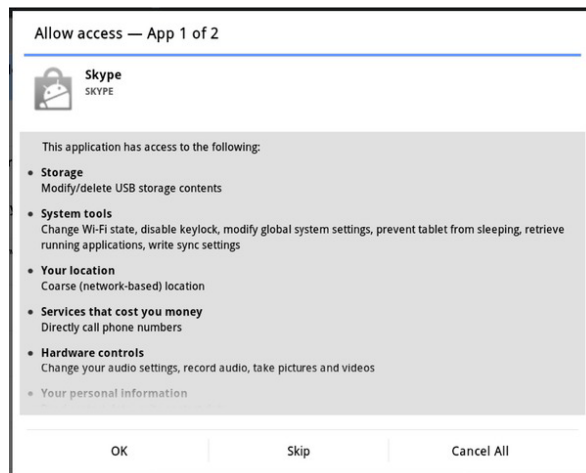 Allow access — App 1 of 2
Skype
SKYPE
This application has access to the following:
• Storage
Modify/delete USB storage contents
• System tools
Change Wi-Fi state, disable keylock, modify global system settings, prevent tablet from sleeping, retrieve
running applications, write sync settings
• Your location
Coarse (network-based) location
• Services that cost you money
Directly call phone numbers
• Hardware controls
Change your audio settings, record audio, take pictures and videos
• Your personal information
OK Skip Cancel All